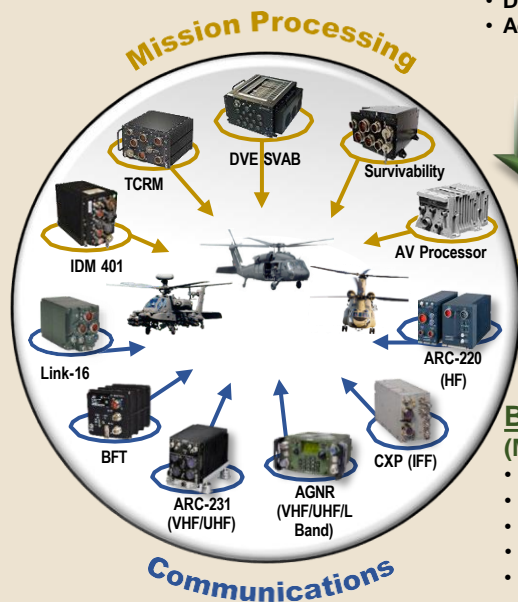 • D
• A
Mission Processing
DVE SVAB
TCRM
Survivability
IDM 401
AV Processor
Link-16
ARC-220
(HF)
BFT
ARC-231
(VHF/UHF)
AGNR
(VHF/UHF/L
Band)
CXP (IFF)
B
(M
•
•
•
•
•
Communications